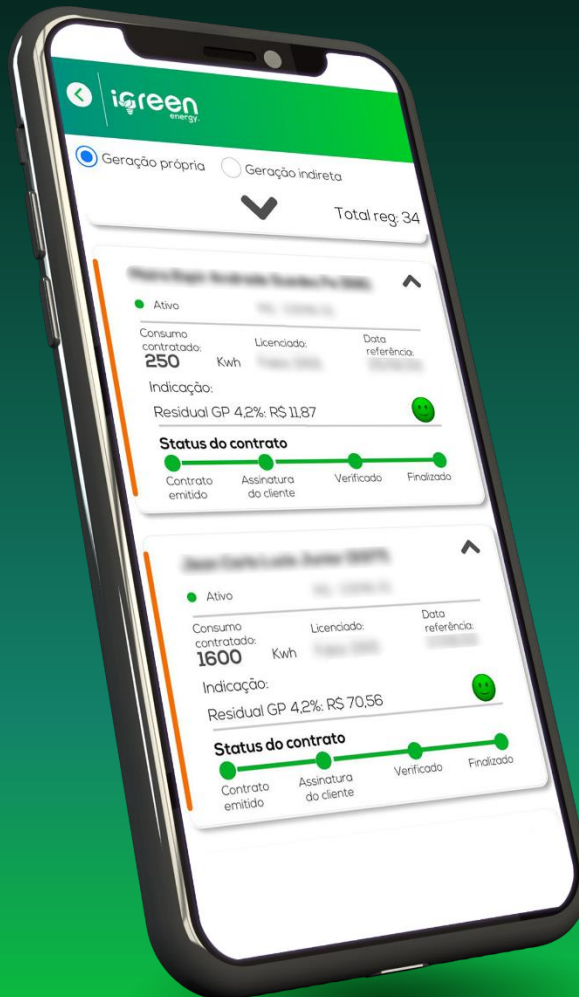 igreen
energy.
Geração própria
Geração indireta
Total reg: 34
Ativo
Consumo
contratado:
250 Kwh
Licenciado:
Data
referência:
Indicação:
Residual GP 4,2%: R$ 11,87
Status do contrato
Contrato
emitido
Assinatura
do cliente
Verificado
Finalizado
Ativo
Consumo
contratado:
1600 Kwh
Licenciado:
Data
referência:
Indicação:
Residual GP 4,2%: R$ 70,56
Status do contrato
Contrato
emitido
Assinatura
do cliente
Verificado
Finalizado